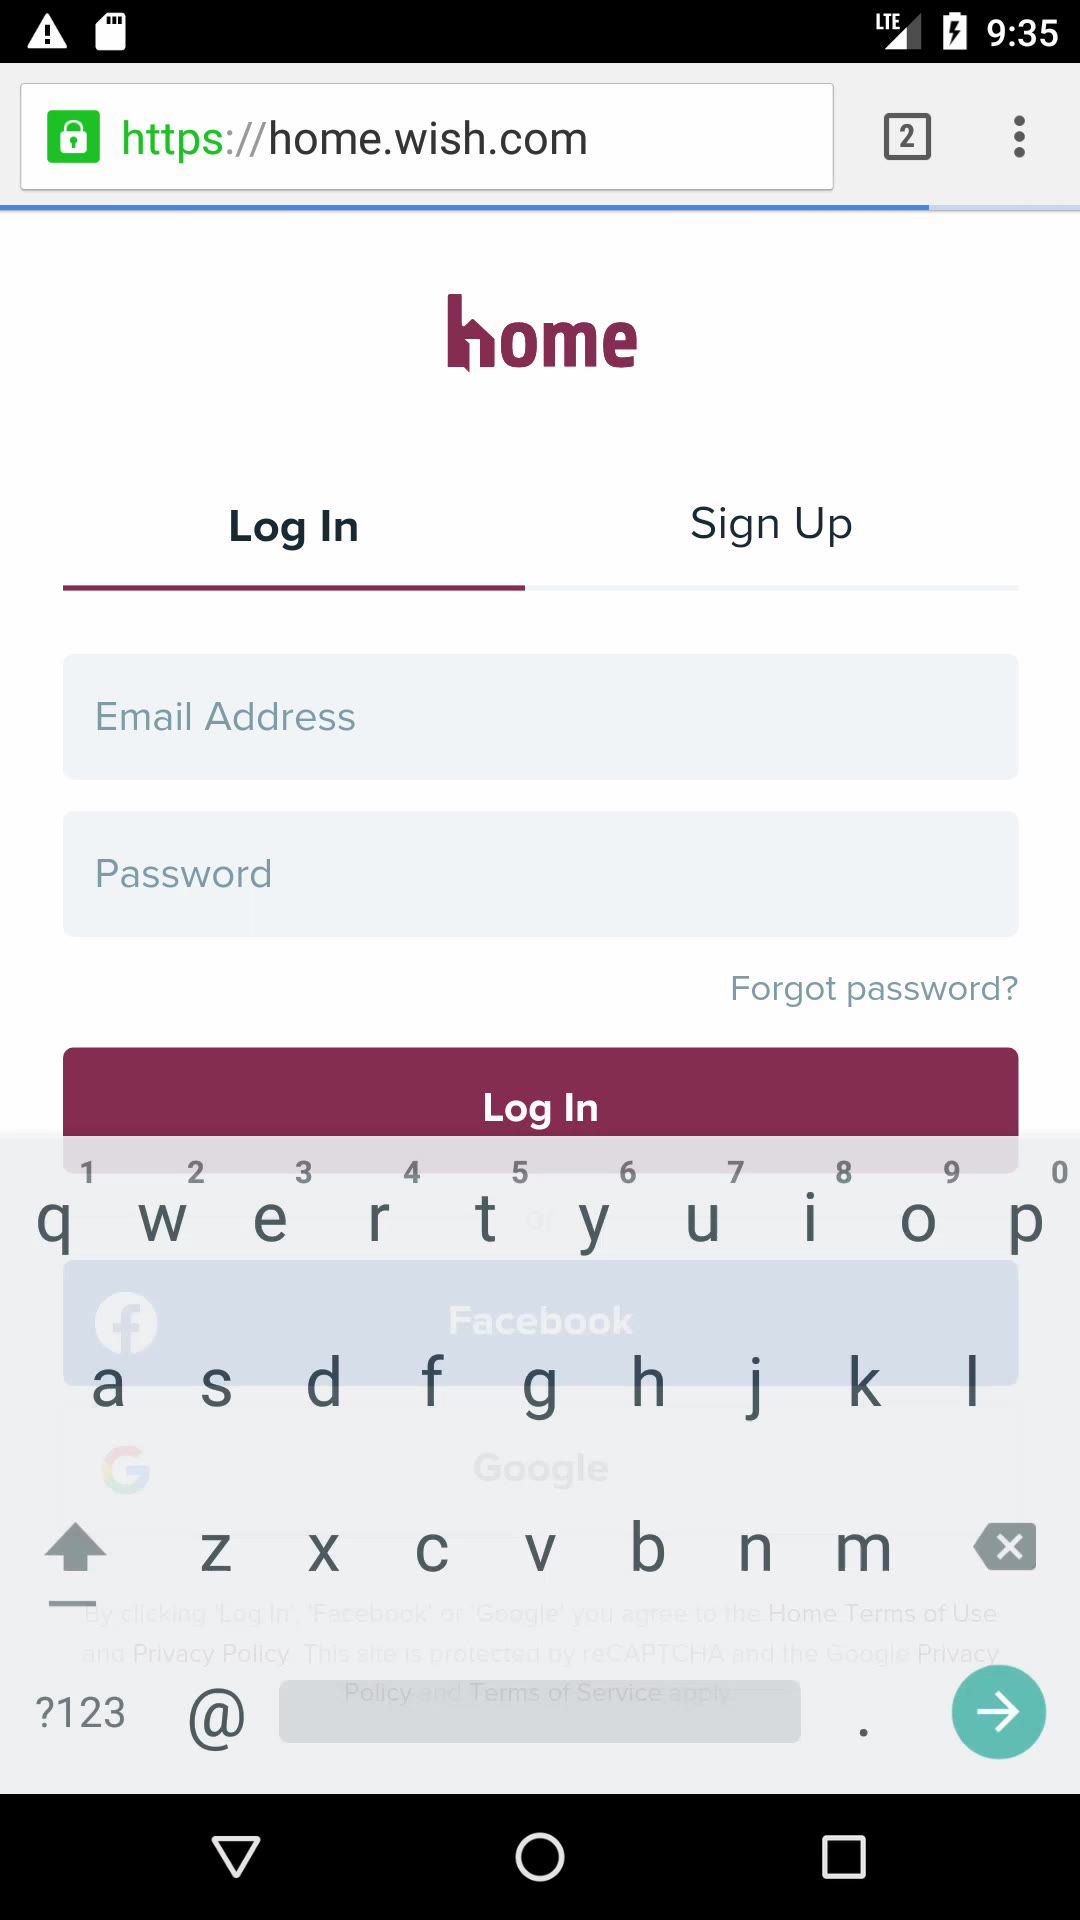 LTE 9:35
https://home.wish.com 2
home
Log In Sign Up
Email Address
Password
Forgot password?
Log In
1 2 3 4 5 6 7 8 9 0
q w e r t y u i o p
or
Facebook
a s d f g h j k l
Google
z x c v b n m
By clicking 'Log In', 'Facebook' or 'Google' you agree to the Home Terms of Use
and Privacy Policy. This site is protected by reCAPTCHA and the Google Privacy
Policy and Terms of Service apply.
?123 @ .